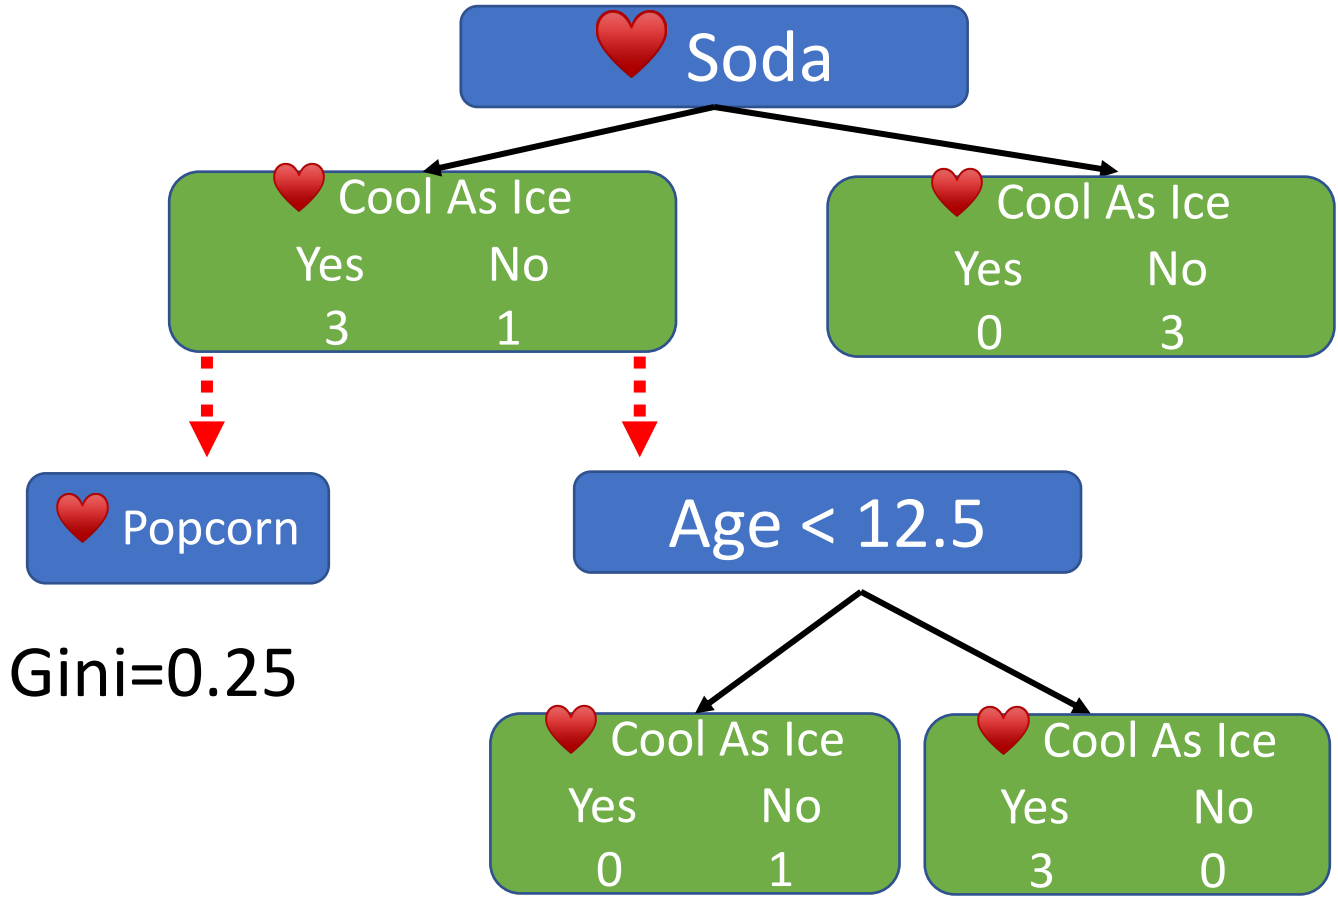 Soda
Cool As Ice
Yes No
3 1
Cool As Ice
Yes No
0 3
Popcorn
Gini=0.25
Age < 12.5
Cool As Ice
Yes No
0 1
Cool As Ice
Yes No
3 0